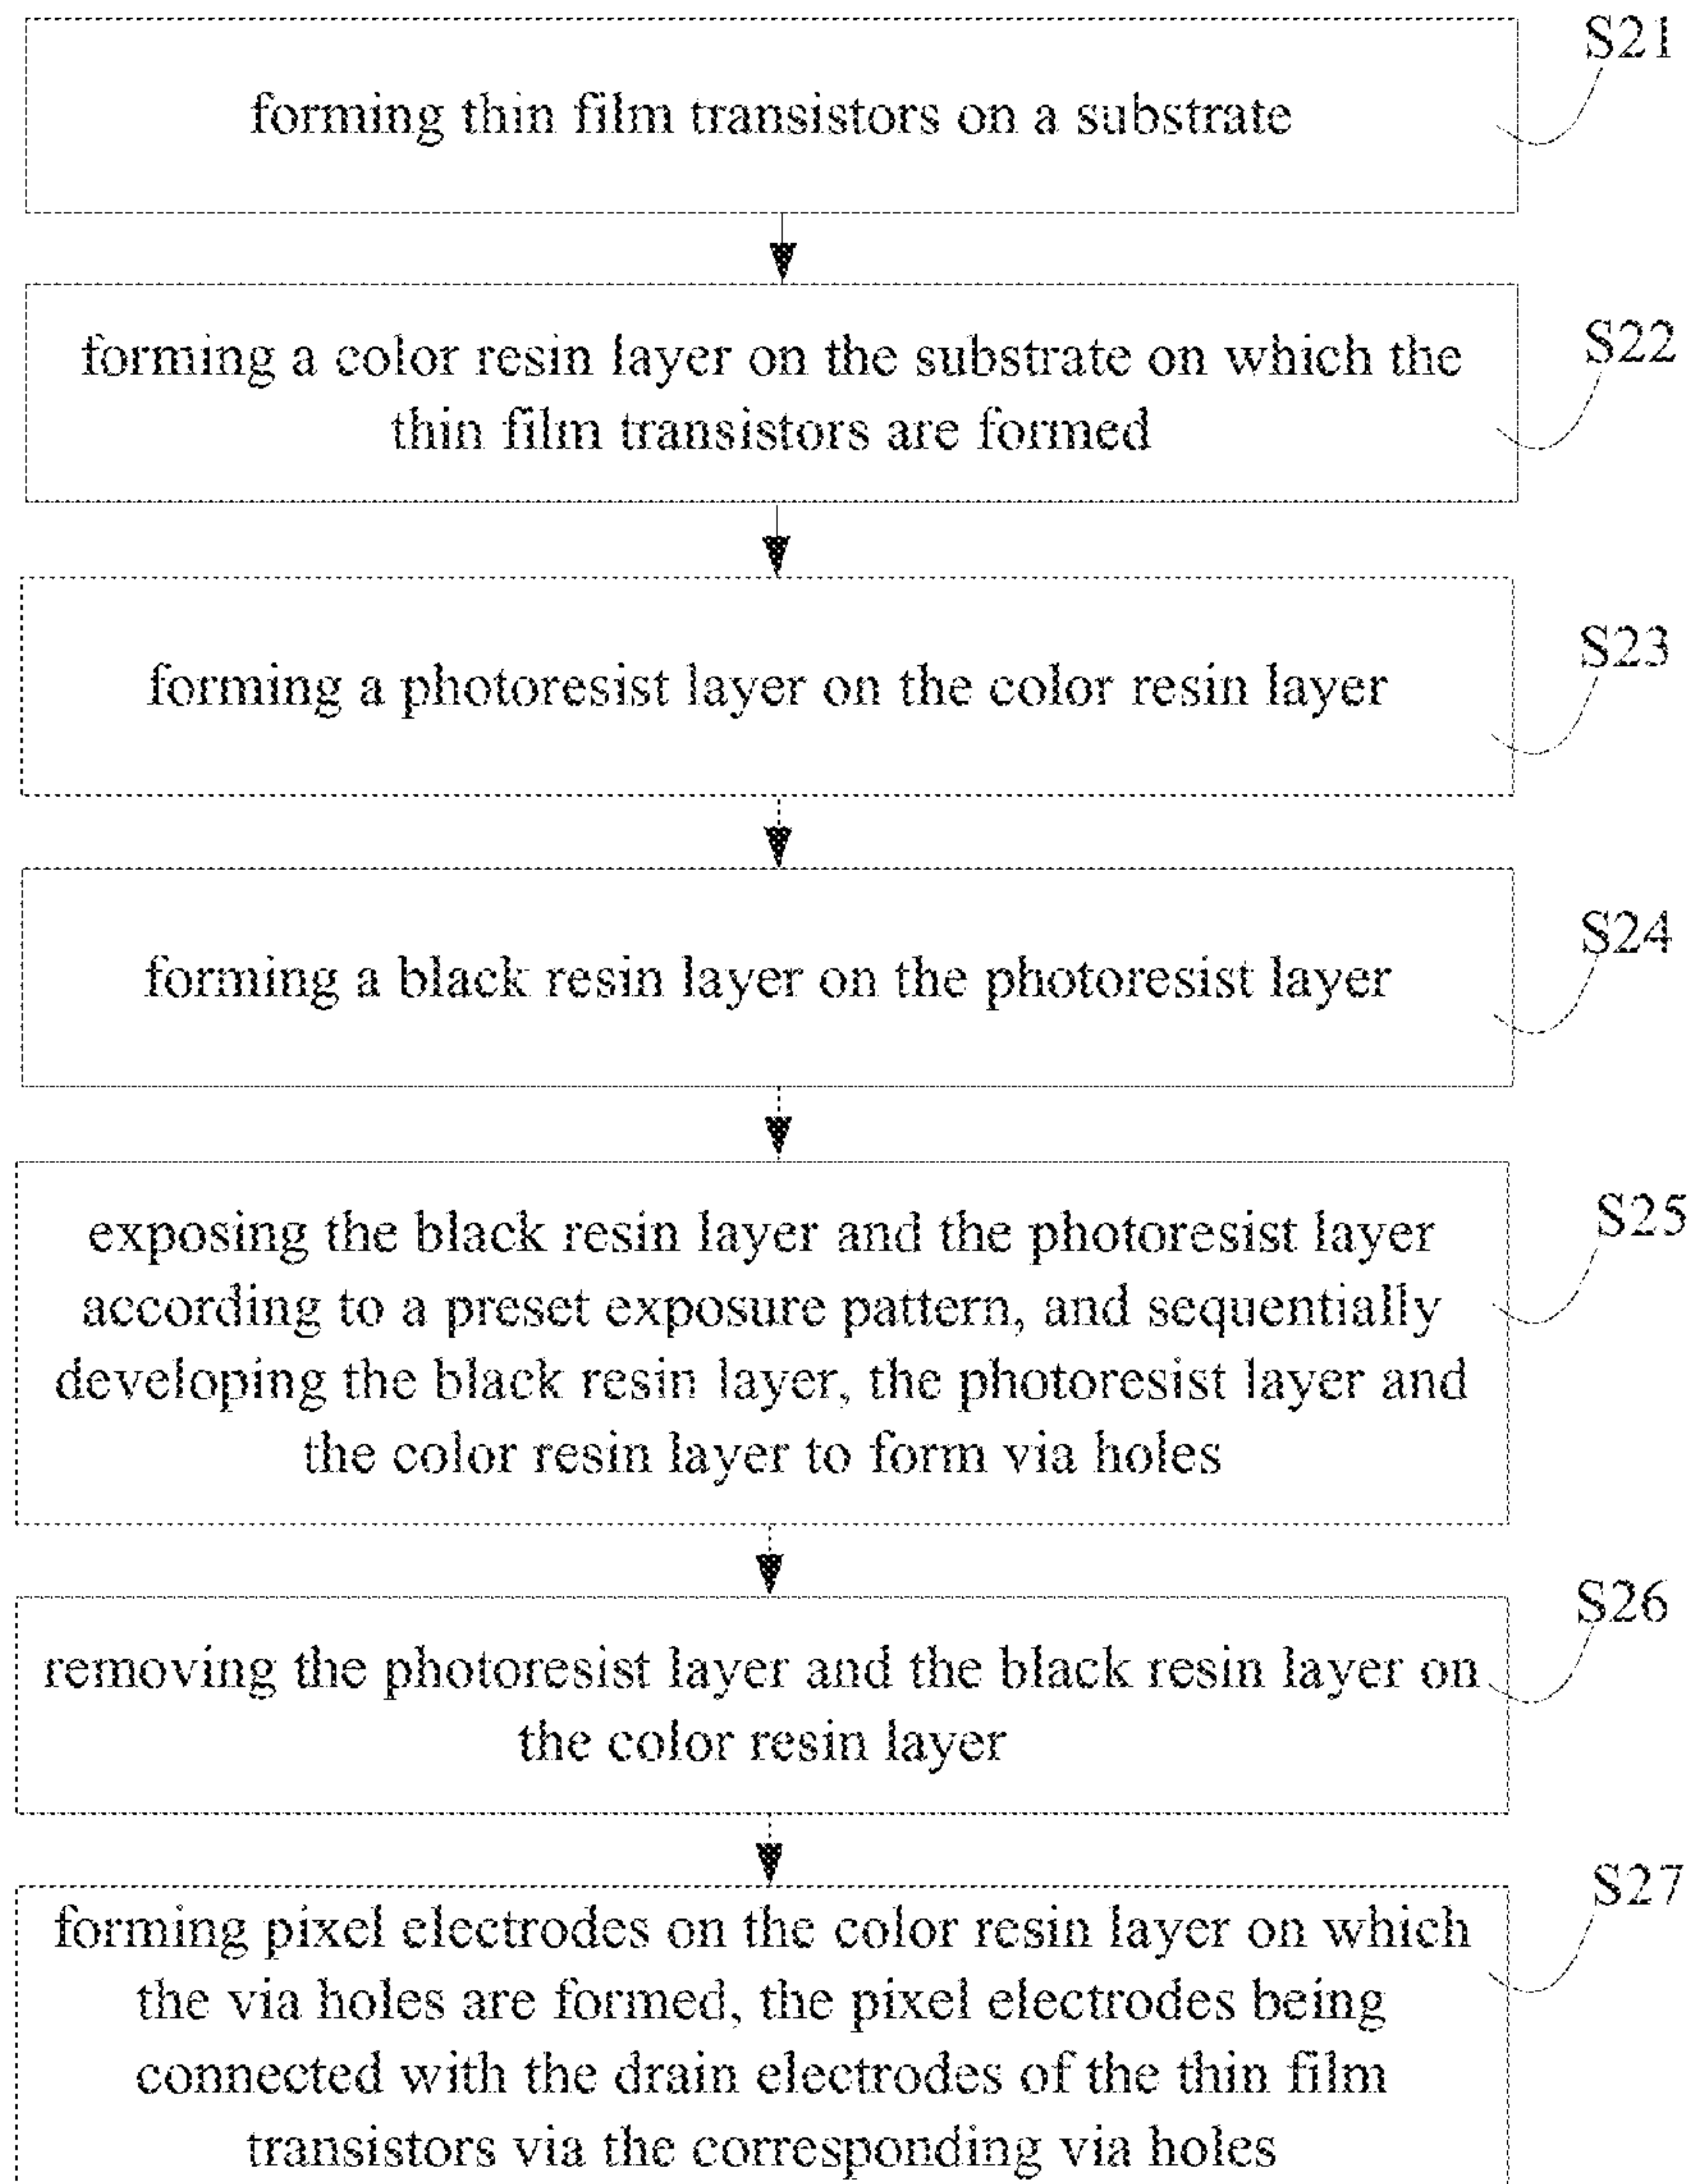 S21
forming thin film transistors on a substrate
S22
forming a color resin layer on the substrate on which the
thin film transistors are formed
S23
forming a photoresist layer on the color resin layer
S24
forming a black resin layer on the photoresist layer
S25
exposing the black resin layer and the photoresist layer
according to a preset exposure pattern, and sequentially
developing the black resin layer, the photoresist layer and
the color resin layer to form via holes
S26
removing the photoresist layer and the black resin layer on
the color resin layer
S27
forming pixel electrodes on the color resin layer on which
the via holes are formed, the pixel electrodes being
connected with the drain electrodes of the thin film
transistors via the corresponding via holes